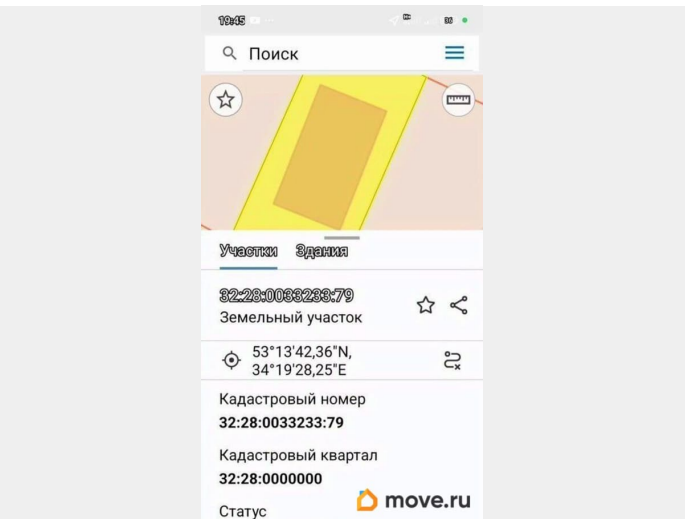 19:45
Поиск
Участки Здания
32:28:0033233:79
Земельный участок
53°13'42,36"N,
34°19'28,25"E
Кадастровый номер
32:28:0033233:79
Кадастровый квартал
32:28:0000000
Статус
move.ru